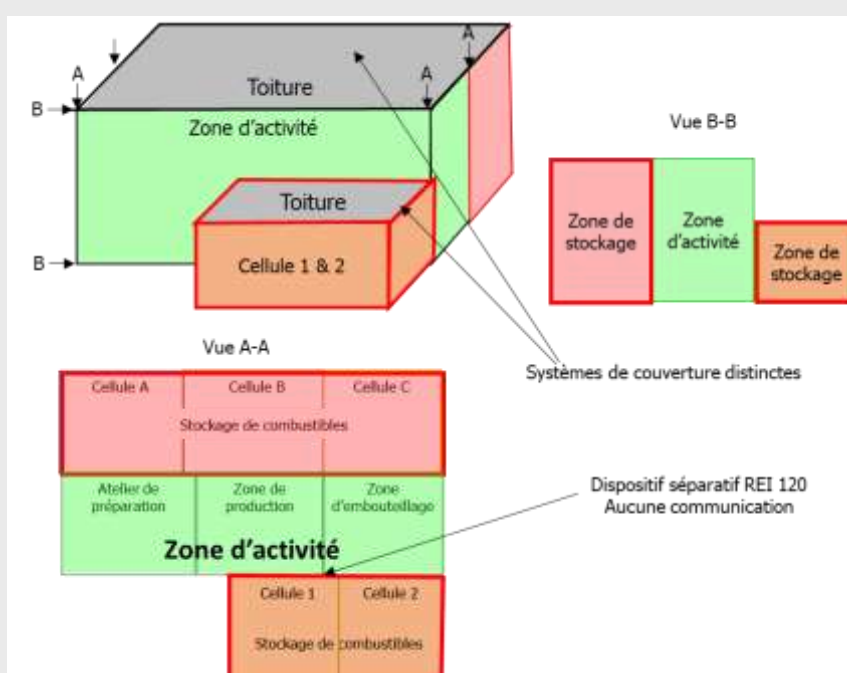 A
A
Toiture
A
B
Zone d'activité
Toiture
Cellule 1 & 2
B
Vue B-B
Zone de
stockage
Zone
d'activité
Zone de
stockage
Vue A-A
Systèmes de couverture distinctes
Cellule A
Cellule B
Cellule C
Stockage de combustibles
Atelier de
préparation
Zone de
production
Zone
d'embouteillage
Zone d'activité
Dispositif séparatif REI 120
Aucune communication
Cellule 1
Cellule 2
Stockage de combustibles